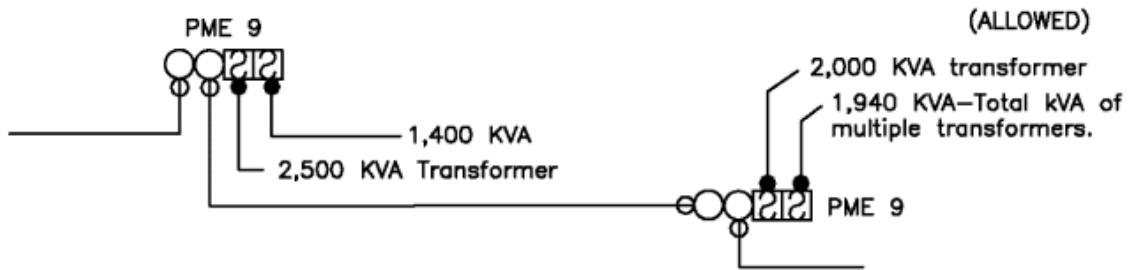 PME 9
(ALLOWED)
2,000 KVA transformer
1,940 KVA-Total kVA of
multiple transformers.
1,400 KVA
2,500 KVA Transformer
PME 9